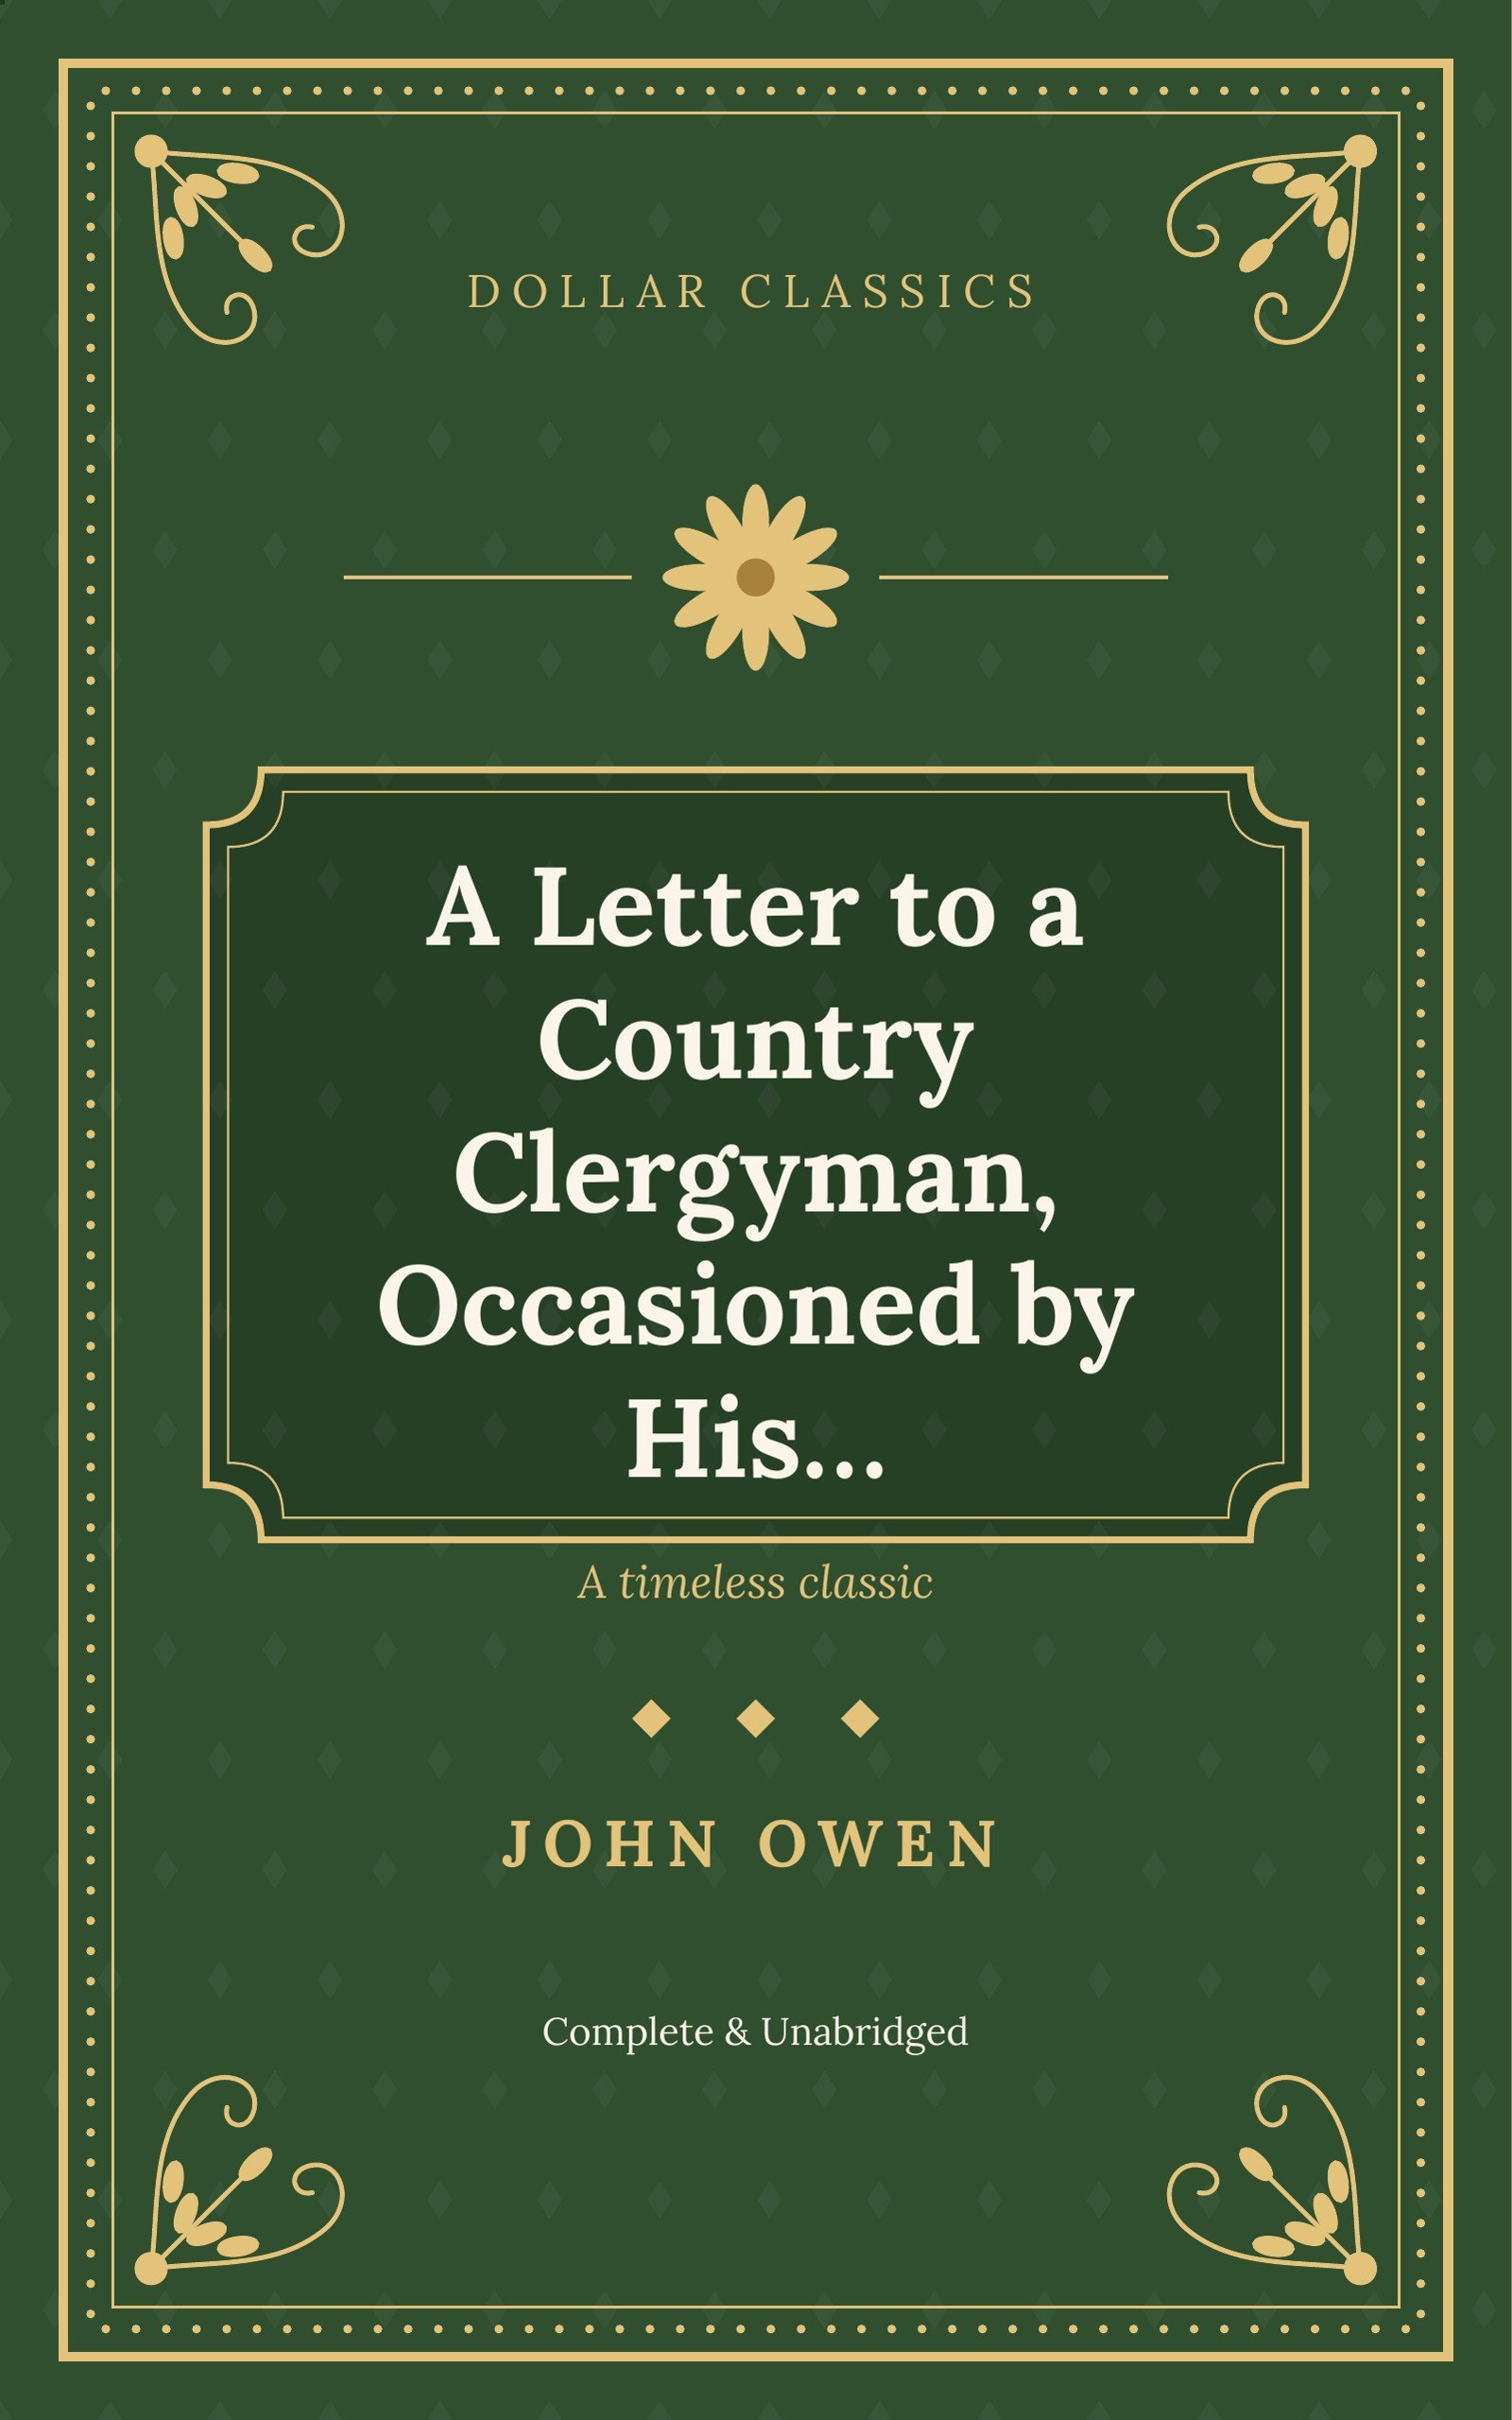 DOLLAR CLASSICS
A Letter to a
Country
Clergyman,
Occasioned by
His...
A timeless classic
JOHN OWEN
Complete & Unabridged